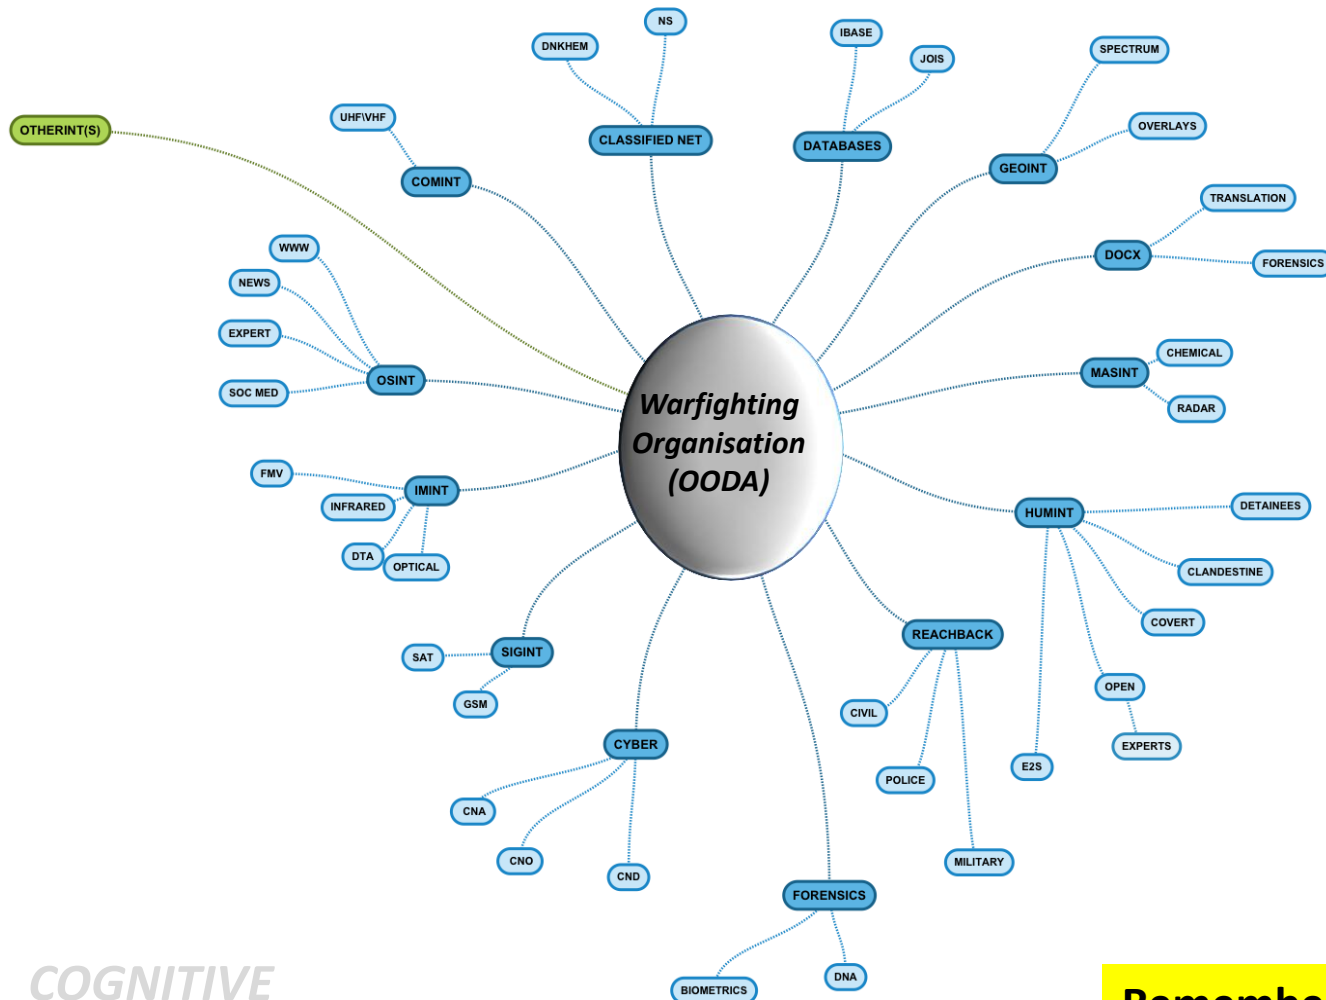 NS
IBASE
DNKHEM
SPECTRUM
JOIS
UHF\VHF
OTHERINT(S)
OVERLAYS
CLASSIFIED NET
DATABASES
GEOINT
COMINT
TRANSLATION
WWW
DOCX
FORENSICS
NEWS
EXPERT
CHEMICAL
MASINT
OSINT
SOC MED
RADAR
Warfighting
Organisation
(OODA)
FMV
IMINT
INFRARED
DETAINEES
HUMINT
DTA
OPTICAL
CLANDESTINE
COVERT
REACHBACK
SIGINT
SAT
OPEN
GSM
CIVIL
CYBER
EXPERTS
E2S
POLICE
CNA
CNO
MILITARY
CND
FORENSICS
DNA
BIOMETRICS
COGNITIVE